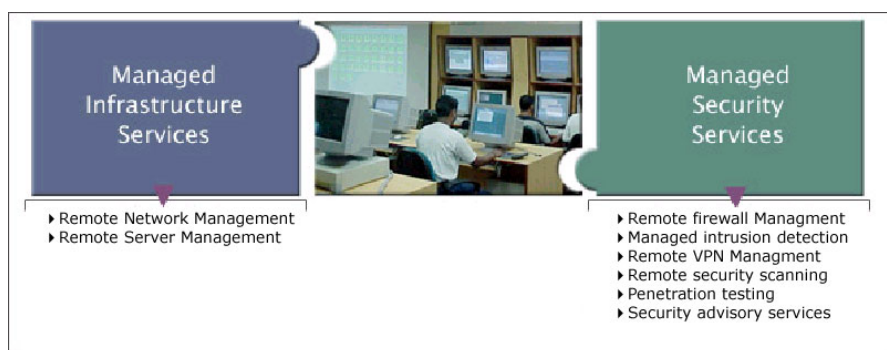 Managed
Infrastructure
Services
Managed
Security
Services
Remote Network Management
Remote Server Management
Remote firewall Managment
Managed intrusion detection
Remote VPN Managment
Remote security scanning
Penetration testing
Security advisory services